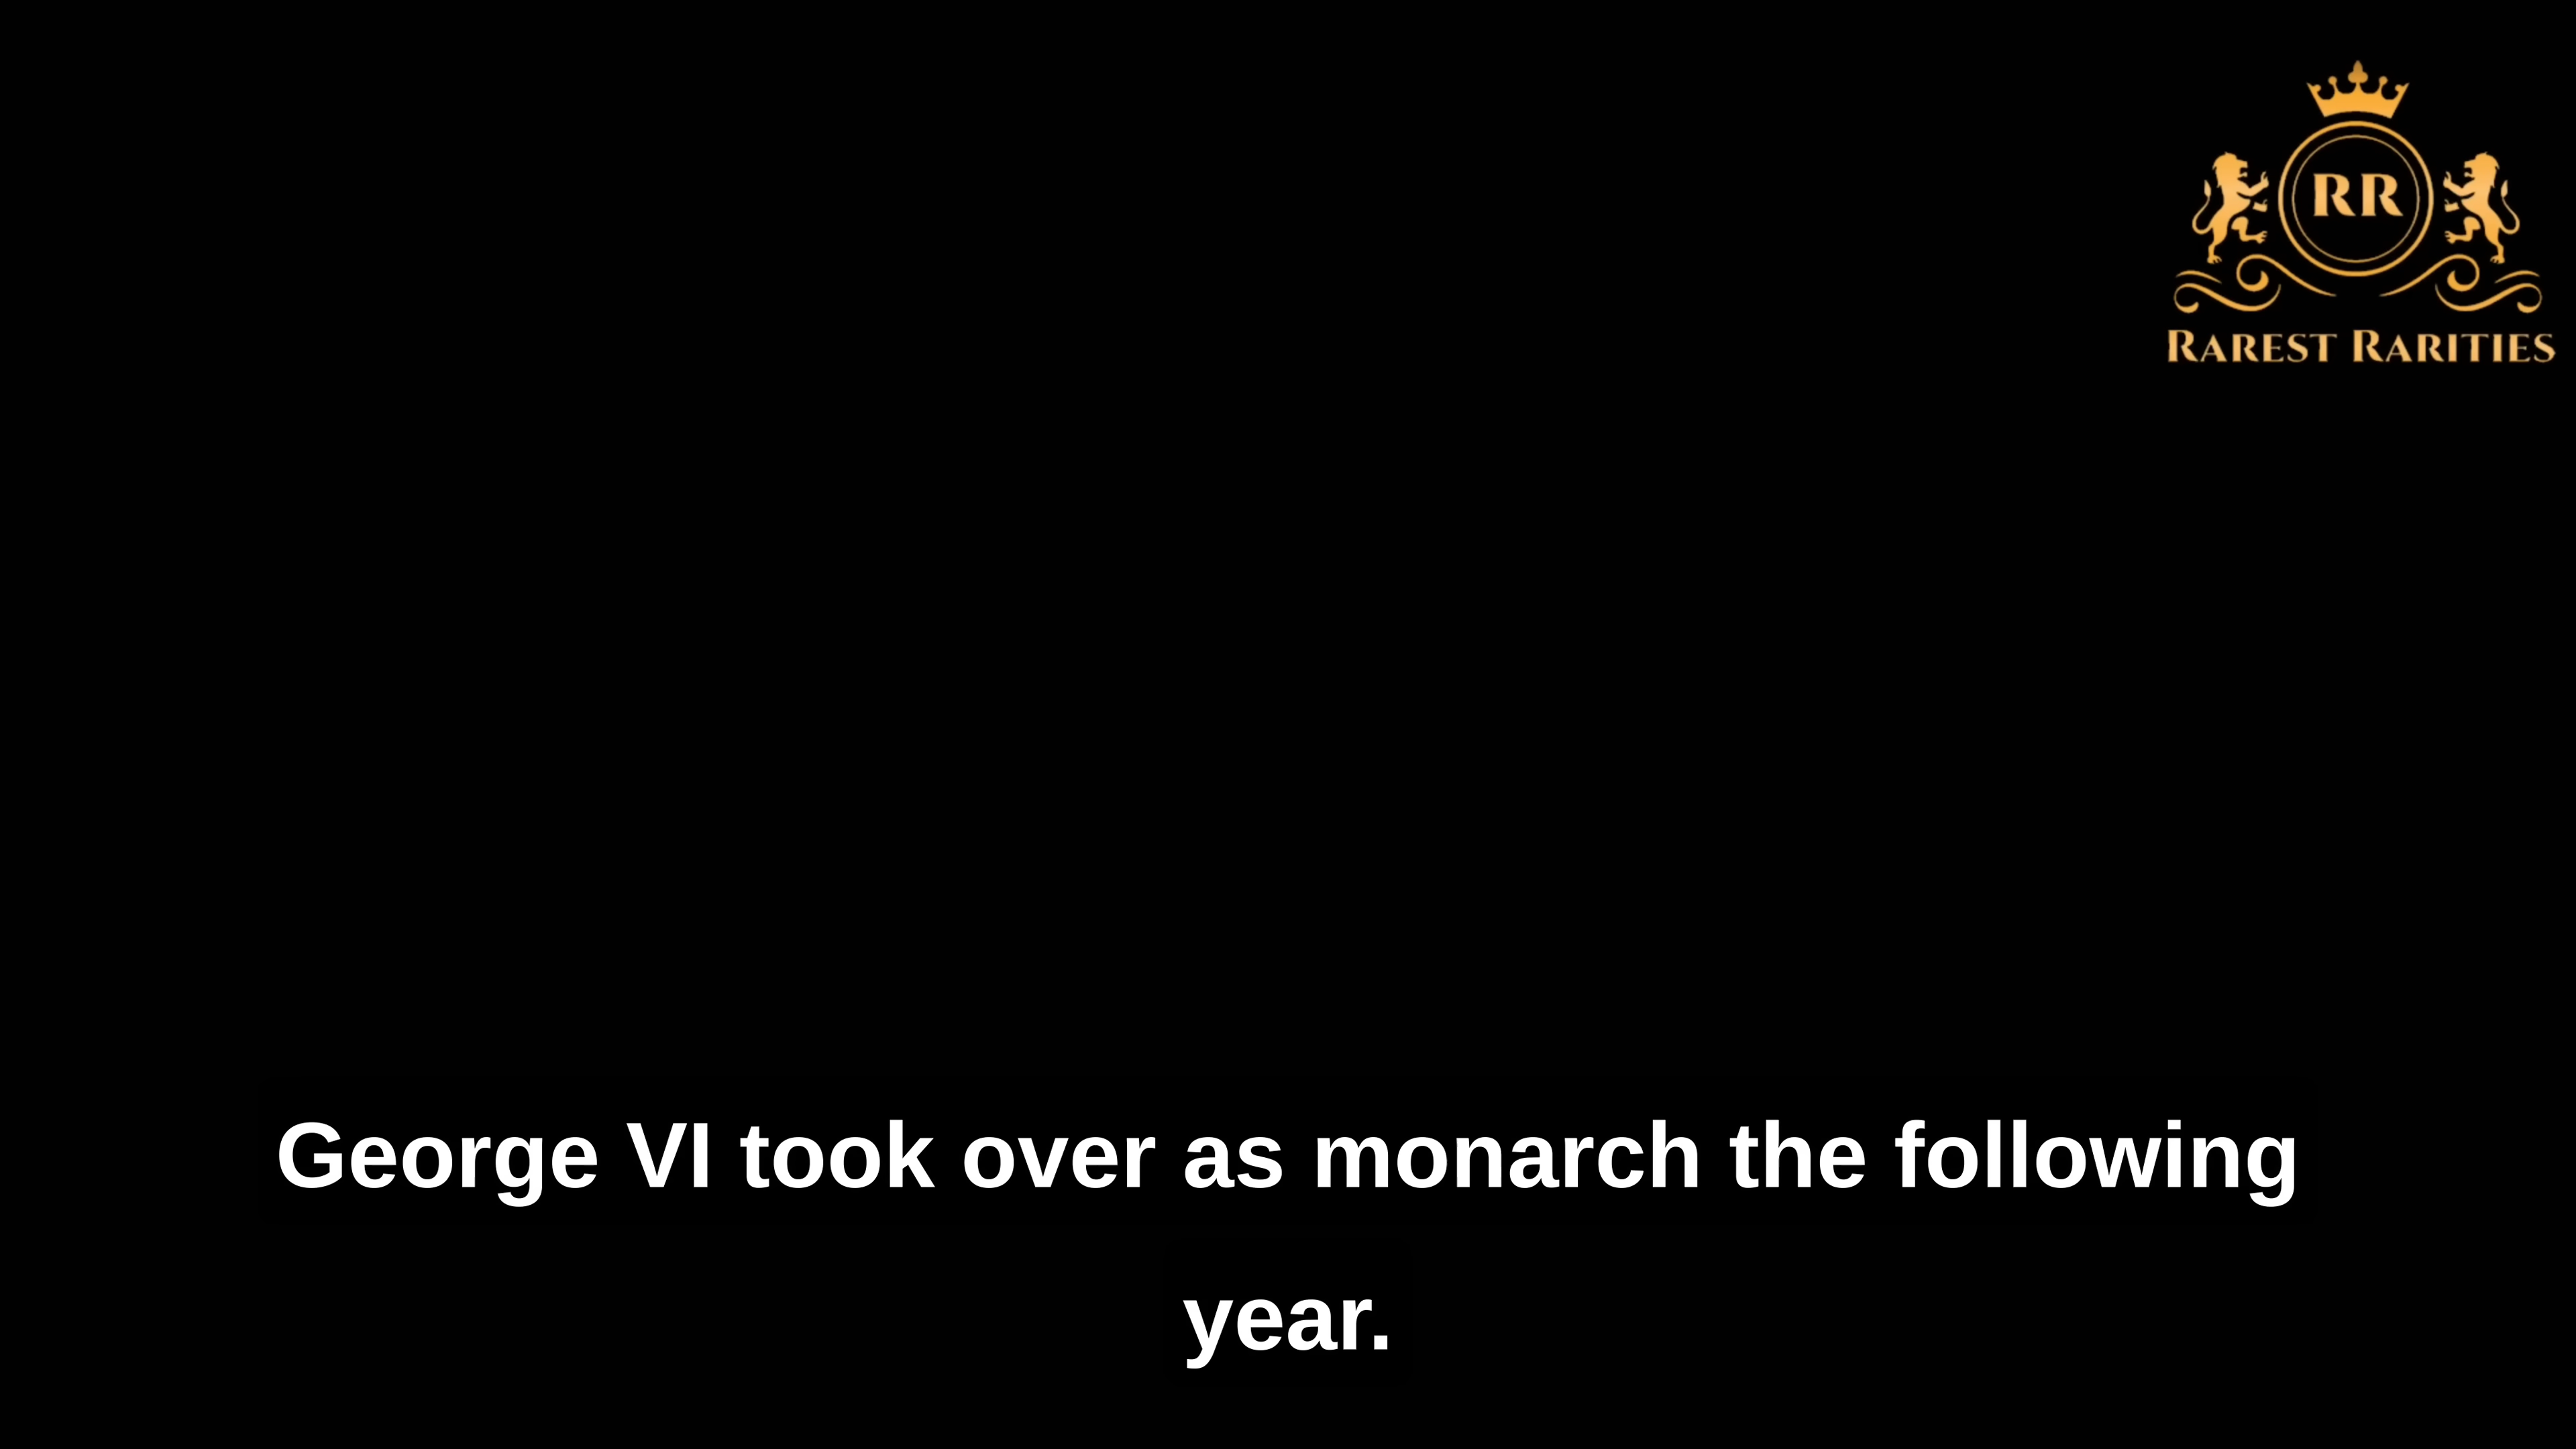 RR
RAREST RARITIES
George VI took over as monarch the following
year.